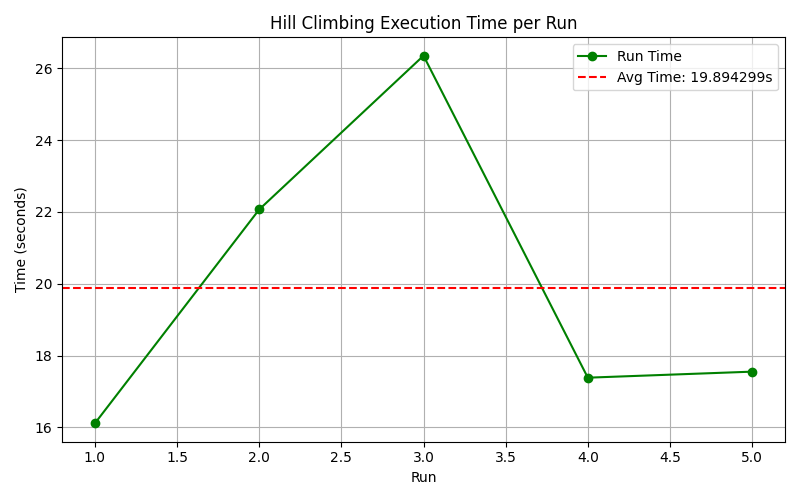 Hill Climbing Execution Time per Run
Run Time
Avg Time: 19.894299s
Time (seconds)
26
24
22
20
18
16
1.0 1.5 2.0 2.5 3.0 3.5 4.0 4.5 5.0
Run